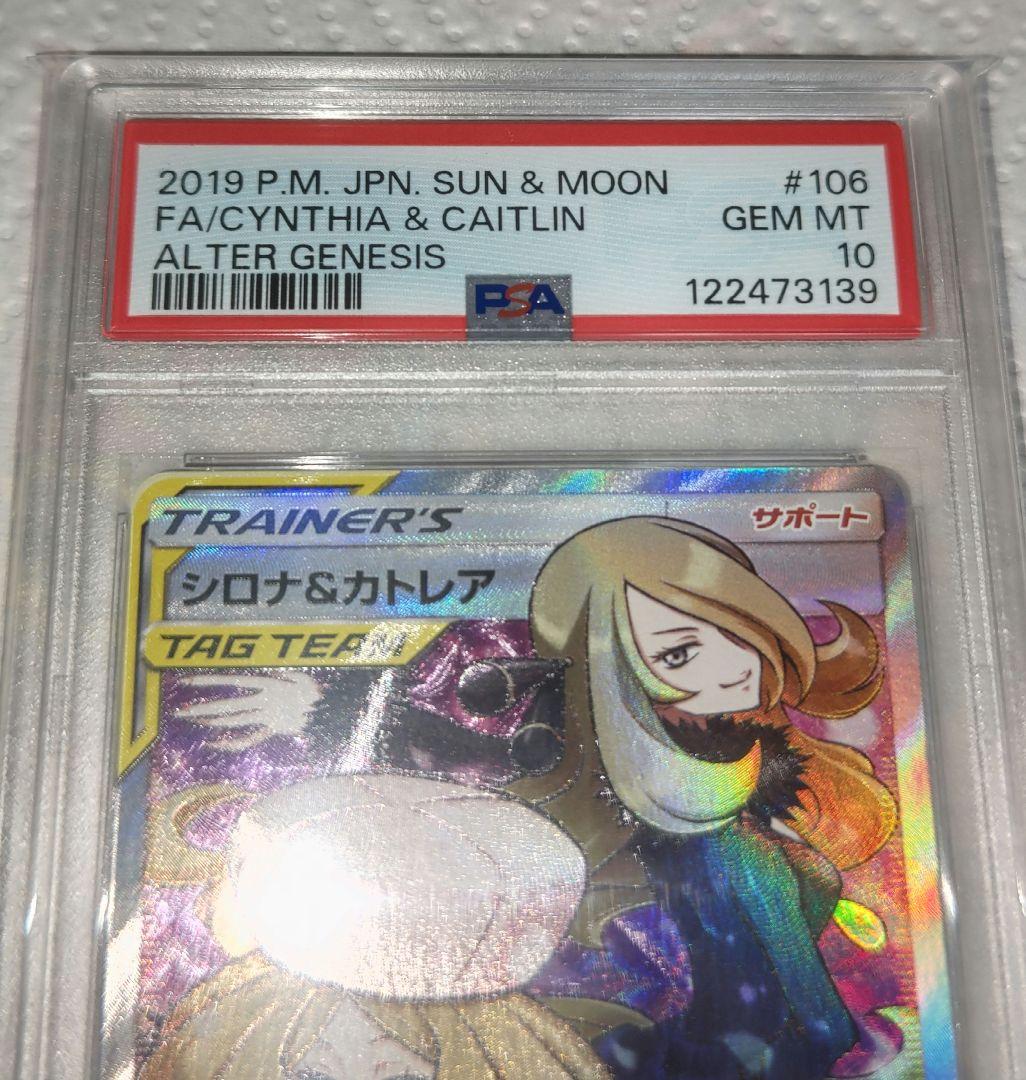 2019 P.M. JPN. SUN & MOON #106
FA/CYNTHIA & CAITLIN GEM MT
ALTER GENESIS 10
PSA 122473139
TRAINER'S サポート
シロナ&カトレア
TAG TEAM